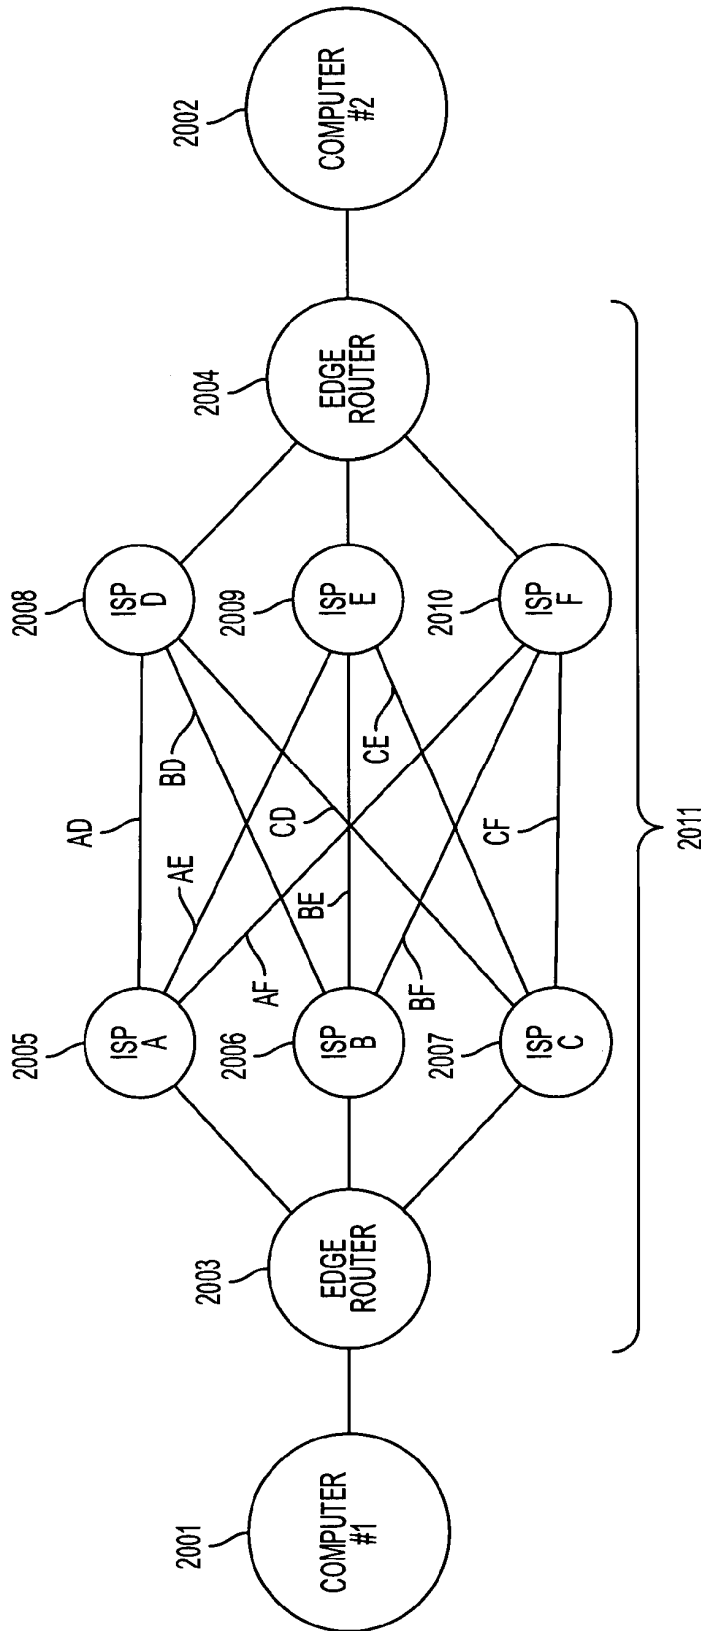 2001
COMPUTER
#1
2003
EDGE
ROUTER
2005
ISP
A
2006
ISP
B
2007
ISP
C
AD
AE
AF
BD
BE
BF
CD
CE
CF
2008
ISP
D
2009
ISP
E
2010
ISP
F
2004
EDGE
ROUTER
2002
COMPUTER
#2
2011